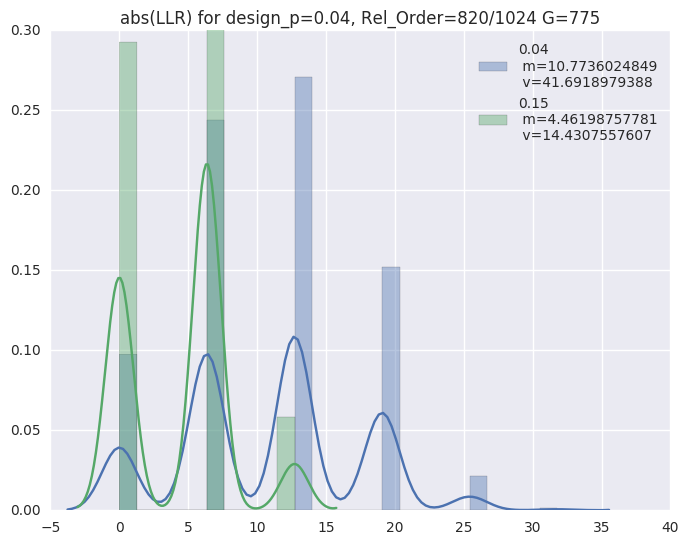 abs(LLR) for design_p=0.04, Rel_Order=820/1024 G=775
0.30
0.25
0.20
0.15
0.10
0.05
0.00
0.04
m=10.7736024849
v=41.6918979388
0.15
m=4.46198757781
v=14.4307557607
-5 0 5 10 15 20 25 30 35 40